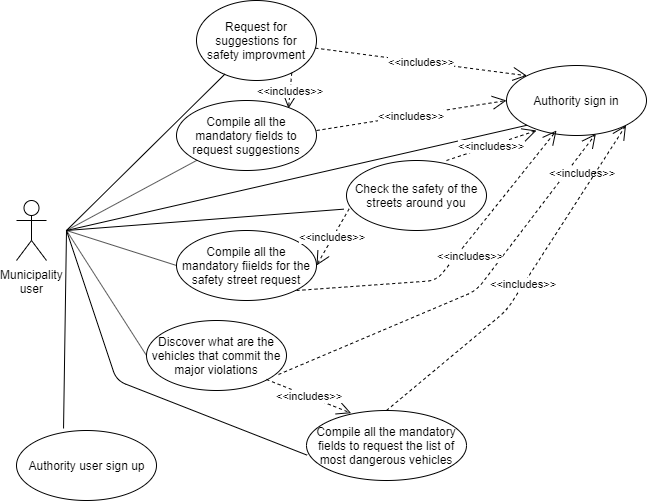 Request for
suggestions for
safety improvment
<<includes>>
<<includes>>
Authority sign in
Compile all the
mandatory fields to
request suggestions
<<includes>>
<<includes>>
<<includes>>
Check the safety of the
streets around you
Municipality
user
<<includes>>
Compile all the
mandatory fiields for the
safety street request
<<includes>>
<<includes>>
Discover what are the
vehicles that commit the
major violations
<<includes>>
Compile all the mandatory
fields to request the list of
most dangerous vehicles
Authority user sign up